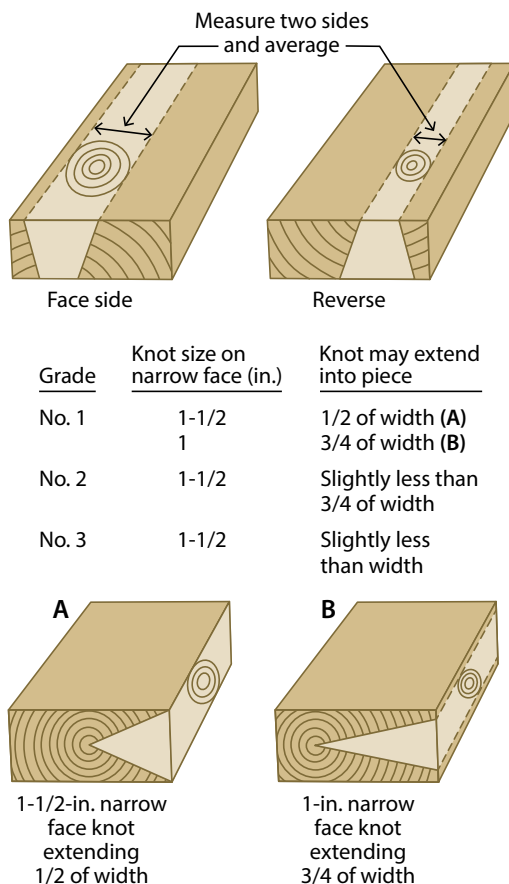 Measure two sides
and average
Face side
Reverse
Grade
Knot size on
narrow face (in.)
Knot may extend
into piece
No. 1
1-1/2
1/2 of width (A)
1
3/4 of width (B)
No. 2
1-1/2
Slightly less than
3/4 of width
No. 3
1-1/2
Slightly less
than width
A
B
1-1/2-in. narrow
face knot
extending
1/2 of width
1-in. narrow
face knot
extending
3/4 of width